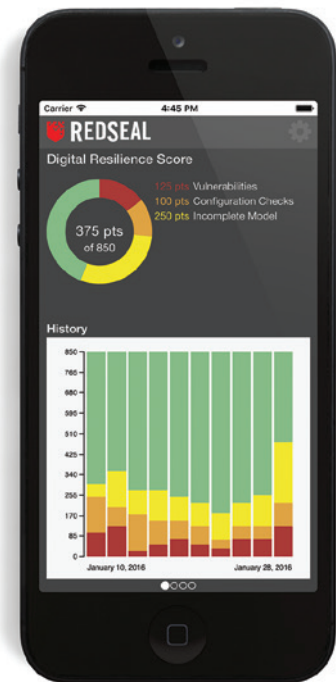 Carrier 4:45 PM
REDSEAL
Digital Resilience Score
375 pts
of 850
125 pts Vulnerabilities
100 pts Configuration Checks
250 pts Incomplete Model
History
850
765
680
595
510
425
340
255
170
85
0
January 10, 2016 January 28, 2016